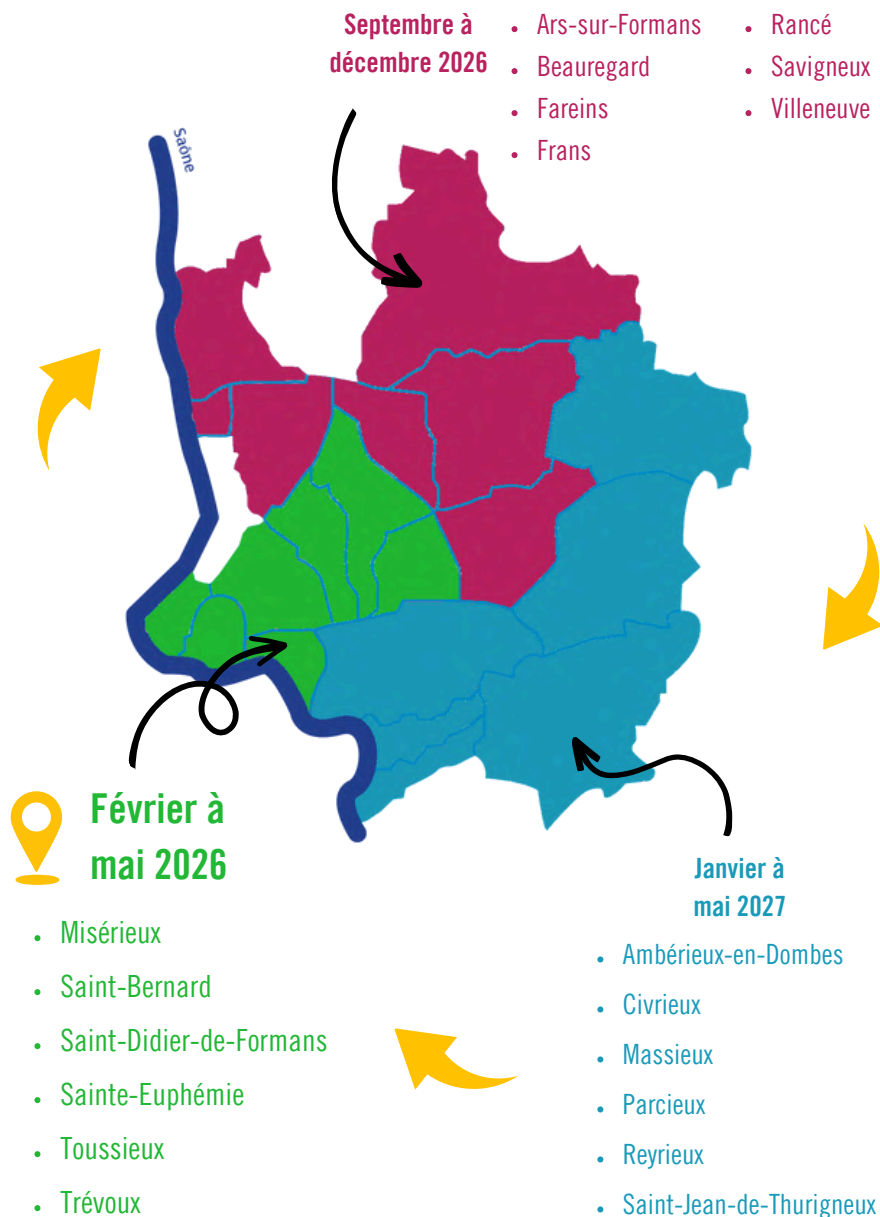 Septembre à
décembre 2026
• Ars-sur-Formans
• Beauregard
• Fareins
• Frans
• Rancé
• Savigneux
• Villeneuve
Saône
Février à
mai 2026
• Misérieux
• Saint-Bernard
• Saint-Didier-de-Formans
• Sainte-Euphémie
• Toussieux
• Trévoux
Janvier à
mai 2027
• Ambérieux-en-Dombes
• Civrieux
• Massieux
• Parcieux
• Reyrieux
• Saint-Jean-de-Thurigneux